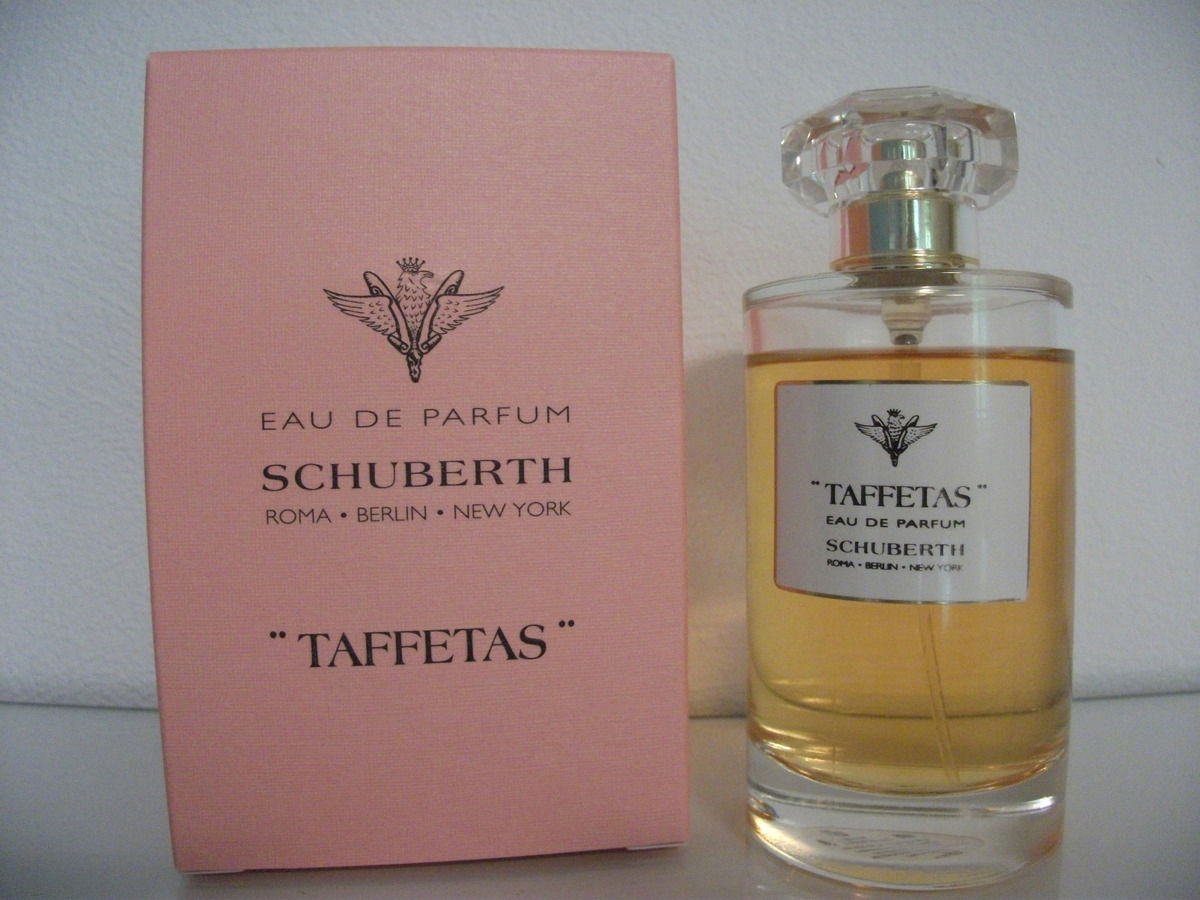 EAU DE PARFUM
SCHUBERTH
ROMA • BERLIN • NEW YORK
¨ TAFFETAS ¨
¨ TAFFETAS ¨
EAU DE PARFUM
SCHUBERTH
ROMA • BERLIN • NEW YORK